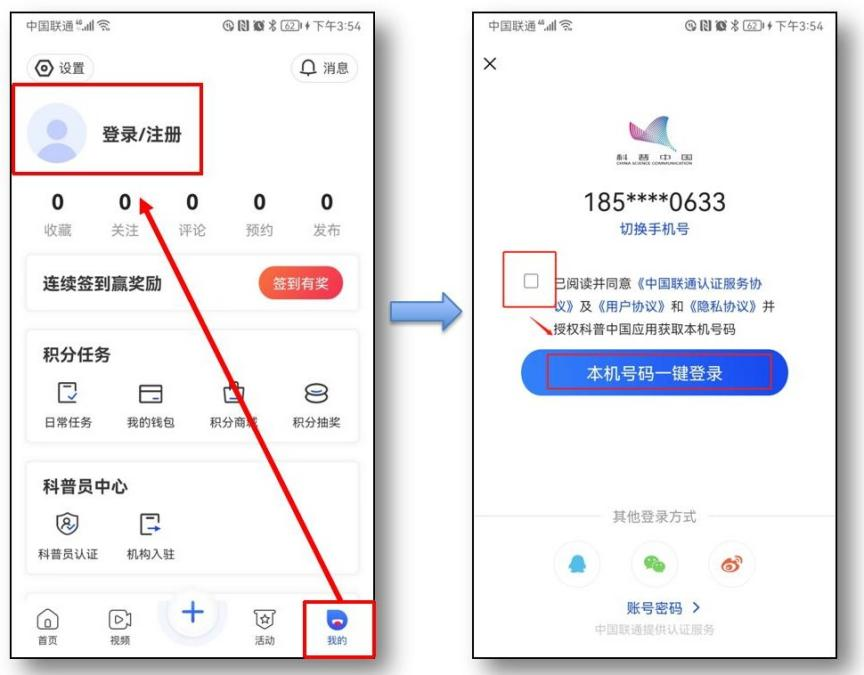 中国联通 62 下午3:54
设置 消息
登录/注册
0 0 0 0 0
收藏 关注 评论 预约 发布
连续签到赢奖励 签到有奖
积分任务
日常任务 我的钱包 积分商城 积分抽奖
科普员中心
科普员认证 机构入驻
首页 视频 活动 我的
中国联通 62 下午3:54
科普中国
CHINA SCIENCE COMMUNICATION
185****0633
切换手机号
已阅读并同意《中国联通认证服务协
议》及《用户协议》和《隐私协议》并
授权科普中国应用获取本机号码
本机号码一键登录
其他登录方式
账号密码
中国联通提供认证服务